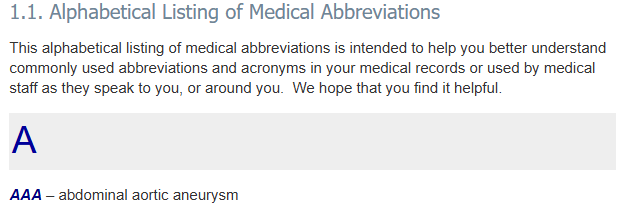 1.1. Alphabetical Listing of Medical Abbreviations
This alphabetical listing of medical abbreviations is intended to help you better understand
commonly used abbreviations and acronyms in your medical records or used by medical
staff as they speak to you, or around you.  We hope that you find it helpful.
A
AAA – abdominal aortic aneurysm